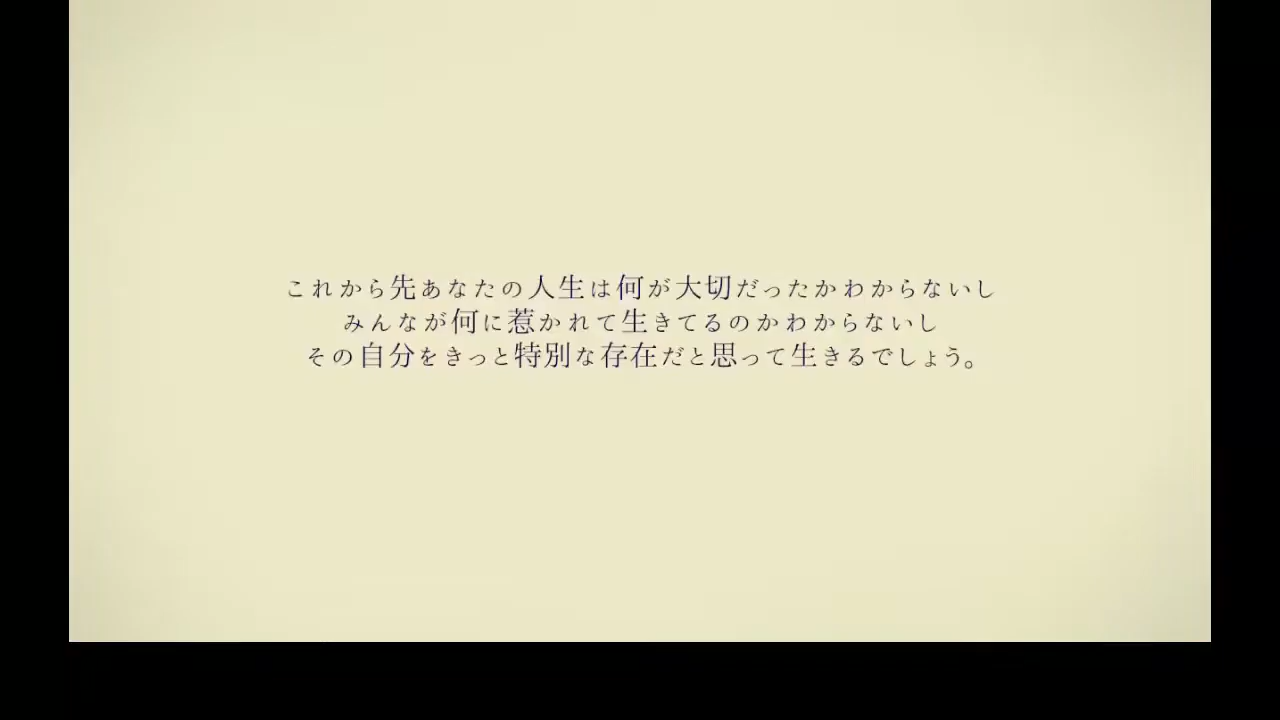 これから先あなたの人生は何が大切だったかわからないし
みんなが何に惹かれて生きてるのかわからないし
その自分をきっと特別な存在だと思って生きるでしょう。